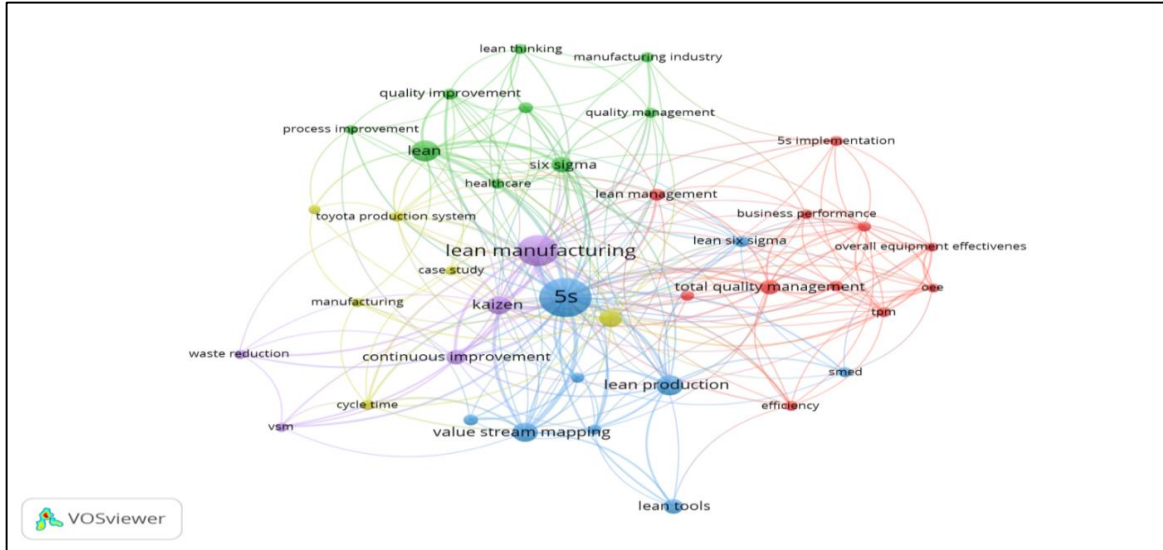 lean thinking
manufacturing industry
quality improvement
quality management
process improvement
5s implementation
lean
six sigma
healthcare
lean management
toyota production system
business performance
lean six sigma
overall equipment effectivenes
lean manufacturing
case study
total quality management
oee
5s
manufacturing
kaizen
tpm
waste reduction
continuous improvement
smed
lean production
cycle time
efficiency
vsm
value stream mapping
lean tools
VOSviewer